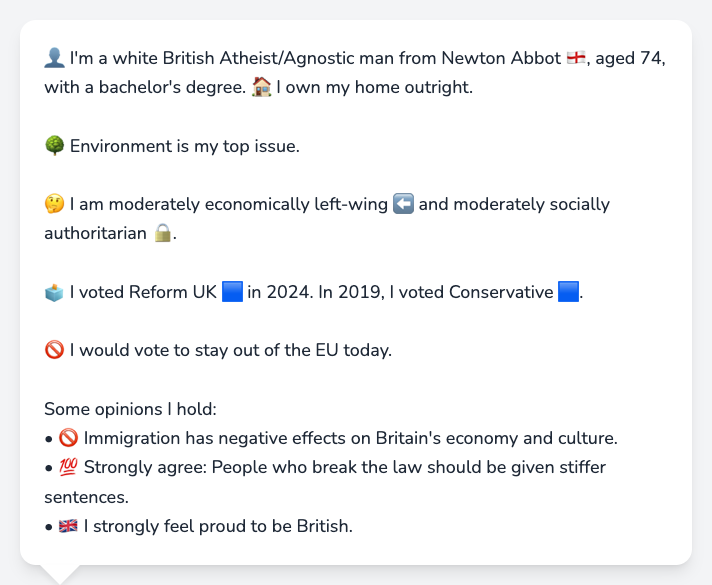 👤 I'm a white British Atheist/Agnostic man from Newton Abbot 🏴󠁧󠁢󠁥󠁮󠁧󠁿, aged 74,
with a bachelor's degree. 🏠 I own my home outright.
🌳 Environment is my top issue.
🤔 I am moderately economically left-wing ⬅️ and moderately socially
authoritarian 🔒.
🗳️ I voted Reform UK 🟦 in 2024. In 2019, I voted Conservative 🟦.
🚫 I would vote to stay out of the EU today.
Some opinions I hold:
• 🚫 Immigration has negative effects on Britain's economy and culture.
• 💯 Strongly agree: People who break the law should be given stiffer
sentences.
• 🇬🇧 I strongly feel proud to be British.